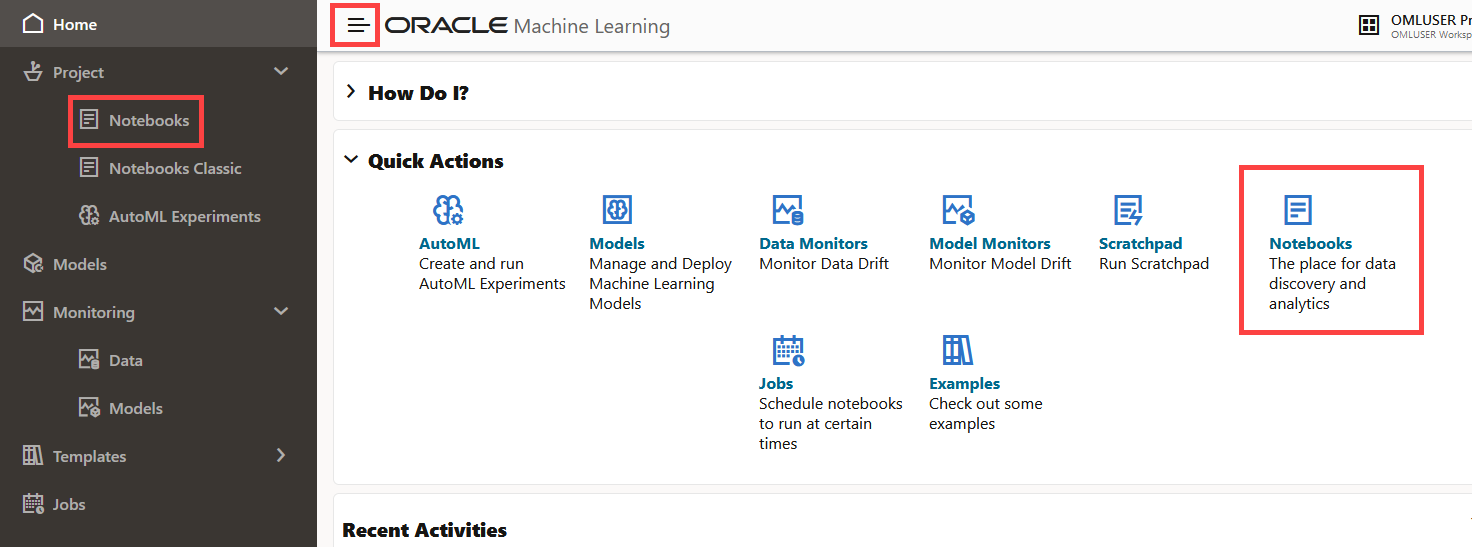 Home
Project
Notebooks
Notebooks Classic
AutoML Experiments
Models
Monitoring
Data
Models
Templates
Jobs
ORACLE Machine Learning
OMLUSER Pr
OMLUSER Worksp
How Do I?
Quick Actions
AutoML
Create and run
AutoML Experiments
Models
Manage and Deploy
Machine Learning
Models
Data Monitors
Monitor Data Drift
Model Monitors
Monitor Model Drift
Scratchpad
Run Scratchpad
Notebooks
The place for data
discovery and
analytics
Jobs
Schedule notebooks
to run at certain
times
Examples
Check out some
examples
Recent Activities